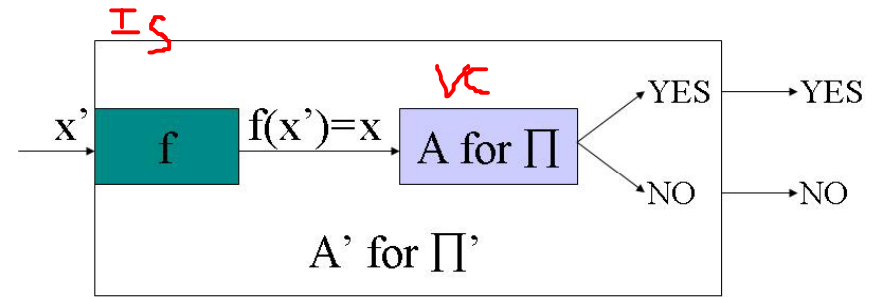 IS
VC
x’ f f(x’)=x A for ∏ YES YES
NO NO
A’ for ∏’